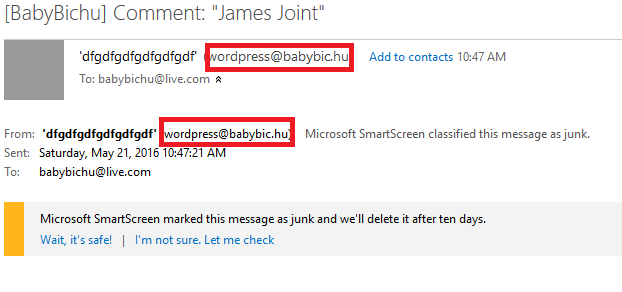 [BabyBichu] Comment: "James Joint"
'dfgdfgdfgdfgdfgdf' (wordpress@babybic.hu Add to contacts 10:47 AM
To: babybichu@live.com
From: 'dfgdfgdfgdfgdfgdf' (wordpress@babybic.hu) Microsoft SmartScreen classified this message as junk.
Sent: Saturday, May 21, 2016 10:47:21 AM
To: babybichu@live.com
Microsoft SmartScreen marked this message as junk and we'll delete it after ten days.
Wait, it's safe! | I'm not sure. Let me check